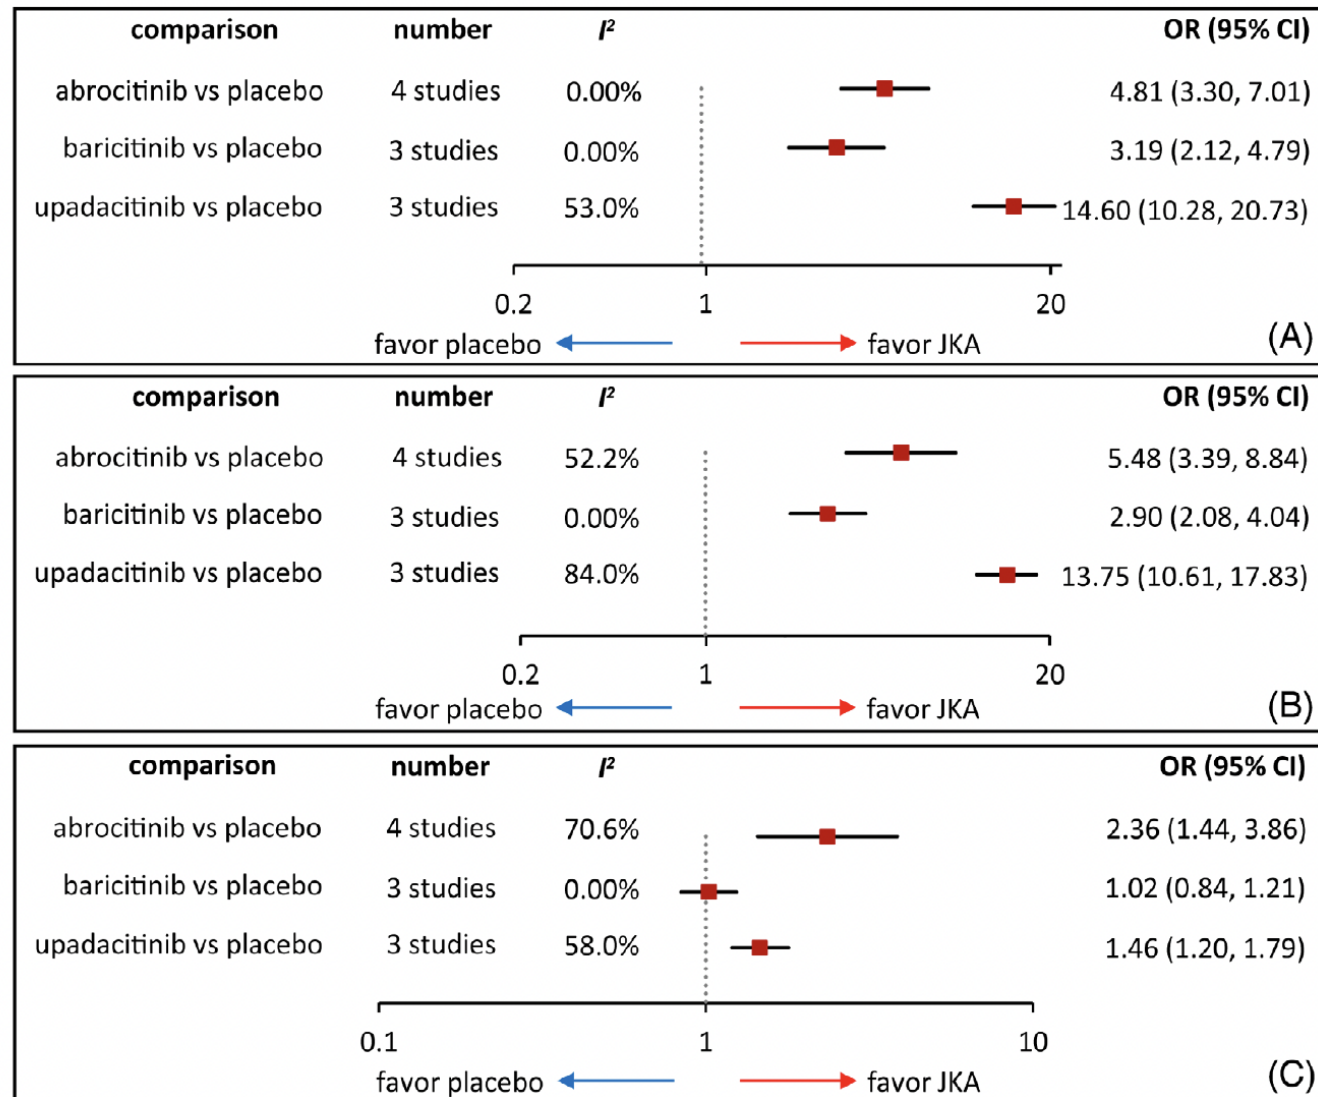 comparison number I² OR (95% CI)
abrocitinib vs placebo 4 studies 0.00% 4.81 (3.30, 7.01)
baricitinib vs placebo 3 studies 0.00% 3.19 (2.12, 4.79)
upadacitinib vs placebo 3 studies 53.0% 14.60 (10.28, 20.73)
0.2 1 20
favor placebo favor JKA (A)
comparison number I² OR (95% CI)
abrocitinib vs placebo 4 studies 52.2% 5.48 (3.39, 8.84)
baricitinib vs placebo 3 studies 0.00% 2.90 (2.08, 4.04)
upadacitinib vs placebo 3 studies 84.0% 13.75 (10.61, 17.83)
0.2 1 20
favor placebo favor JKA (B)
comparison number I² OR (95% CI)
abrocitinib vs placebo 4 studies 70.6% 2.36 (1.44, 3.86)
baricitinib vs placebo 3 studies 0.00% 1.02 (0.84, 1.21)
upadacitinib vs placebo 3 studies 58.0% 1.46 (1.20, 1.79)
0.1 1 10
favor placebo favor JKA (C)